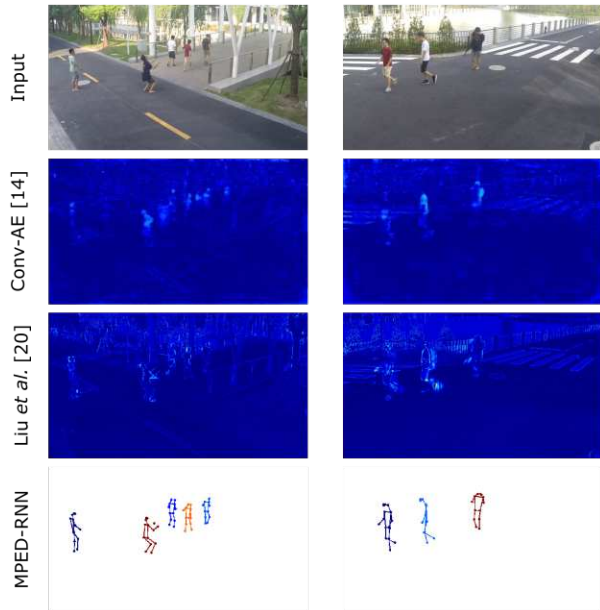 Input
Conv-AE [14]
Liu et al. [20]
MPED-RNN